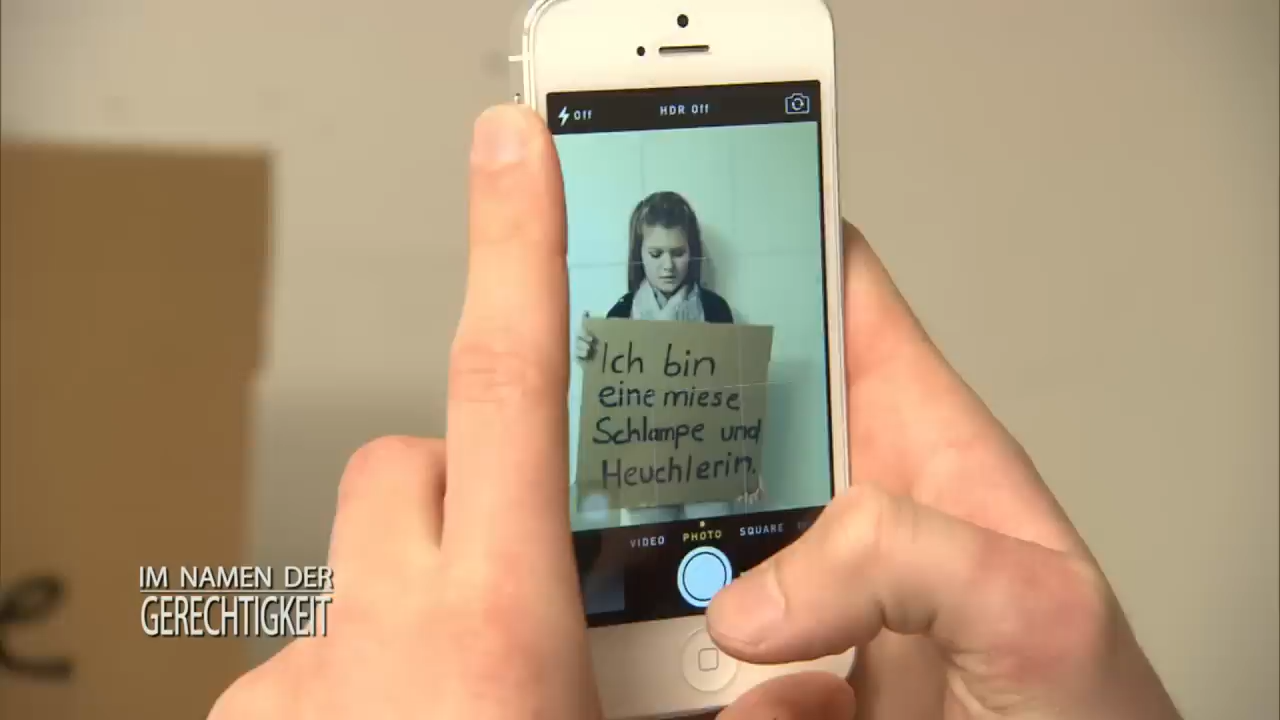 Off
HDR Off
Ich bin
eine miese
Schlampe und
Heuchlerin.
VIDEO PHOTO SQUARE
IM NAMEN DER
GERECHTIGKEIT